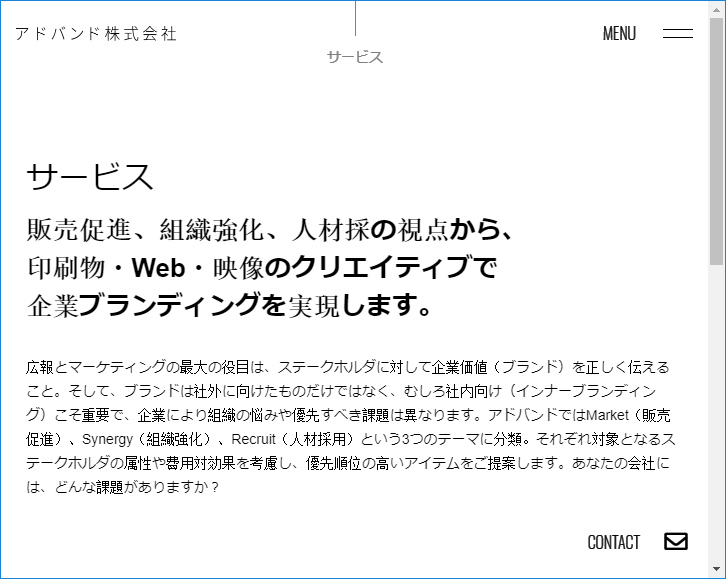 アドバンド株式会社
MENU
サービス
サービス
販売促進、組織強化、人材採の視点から、
印刷物・Web・映像のクリエイティブで
企業ブランディングを実現します。
広報とマーケティングの最大の役目は、ステークホルダに対して企業価値（ブランド）を正しく伝える
こと。そして、ブランドは社外に向けたものだけではなく、むしろ社内向け（インナーブランディン
グ）こそ重要で、企業により組織の悩みや優先すべき課題は異なります。アドバンドではMarket（販売
促進）、Synergy（組織強化）、Recruit（人材採用）という3つのテーマに分類。それぞれ対象となるス
テークホルダの属性や替用対効果を考慮し、優先順位の高いアイテムをご提案します。あなたの会社に
は、どんな課題がありますか？
CONTACT